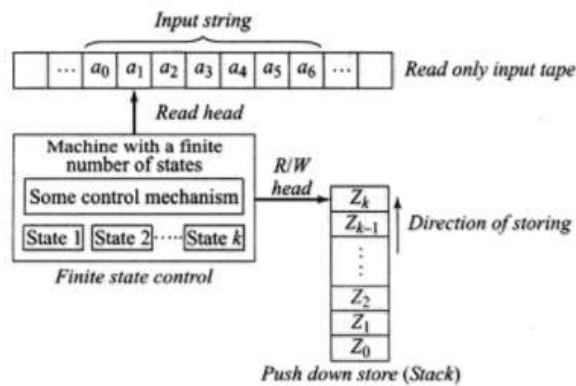 Input string
... a₀ a₁ a₂ a₃ a₄ a₅ a₆ ...
Read only input tape
Read head
Machine with a finite
number of states
Some control mechanism
State 1 State 2 ..... State k
Finite state control
R/W
head
Zₖ
Zₖ₋₁
⋮
Z₂
Z₁
Z₀
Direction of storing
Push down store (Stack)